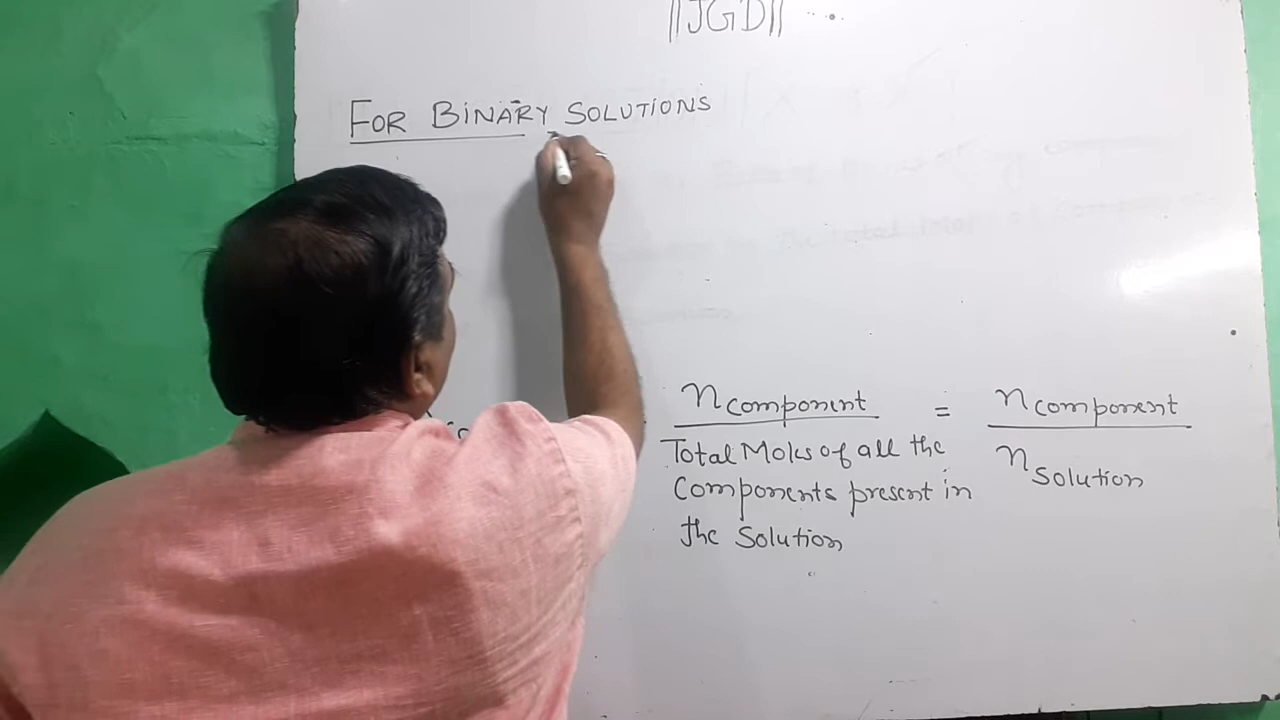 ||JGD||
FOR BINARY SOLUTIONS
n component = n component
Total Moles of all the
Components present in
the Solution
n solution